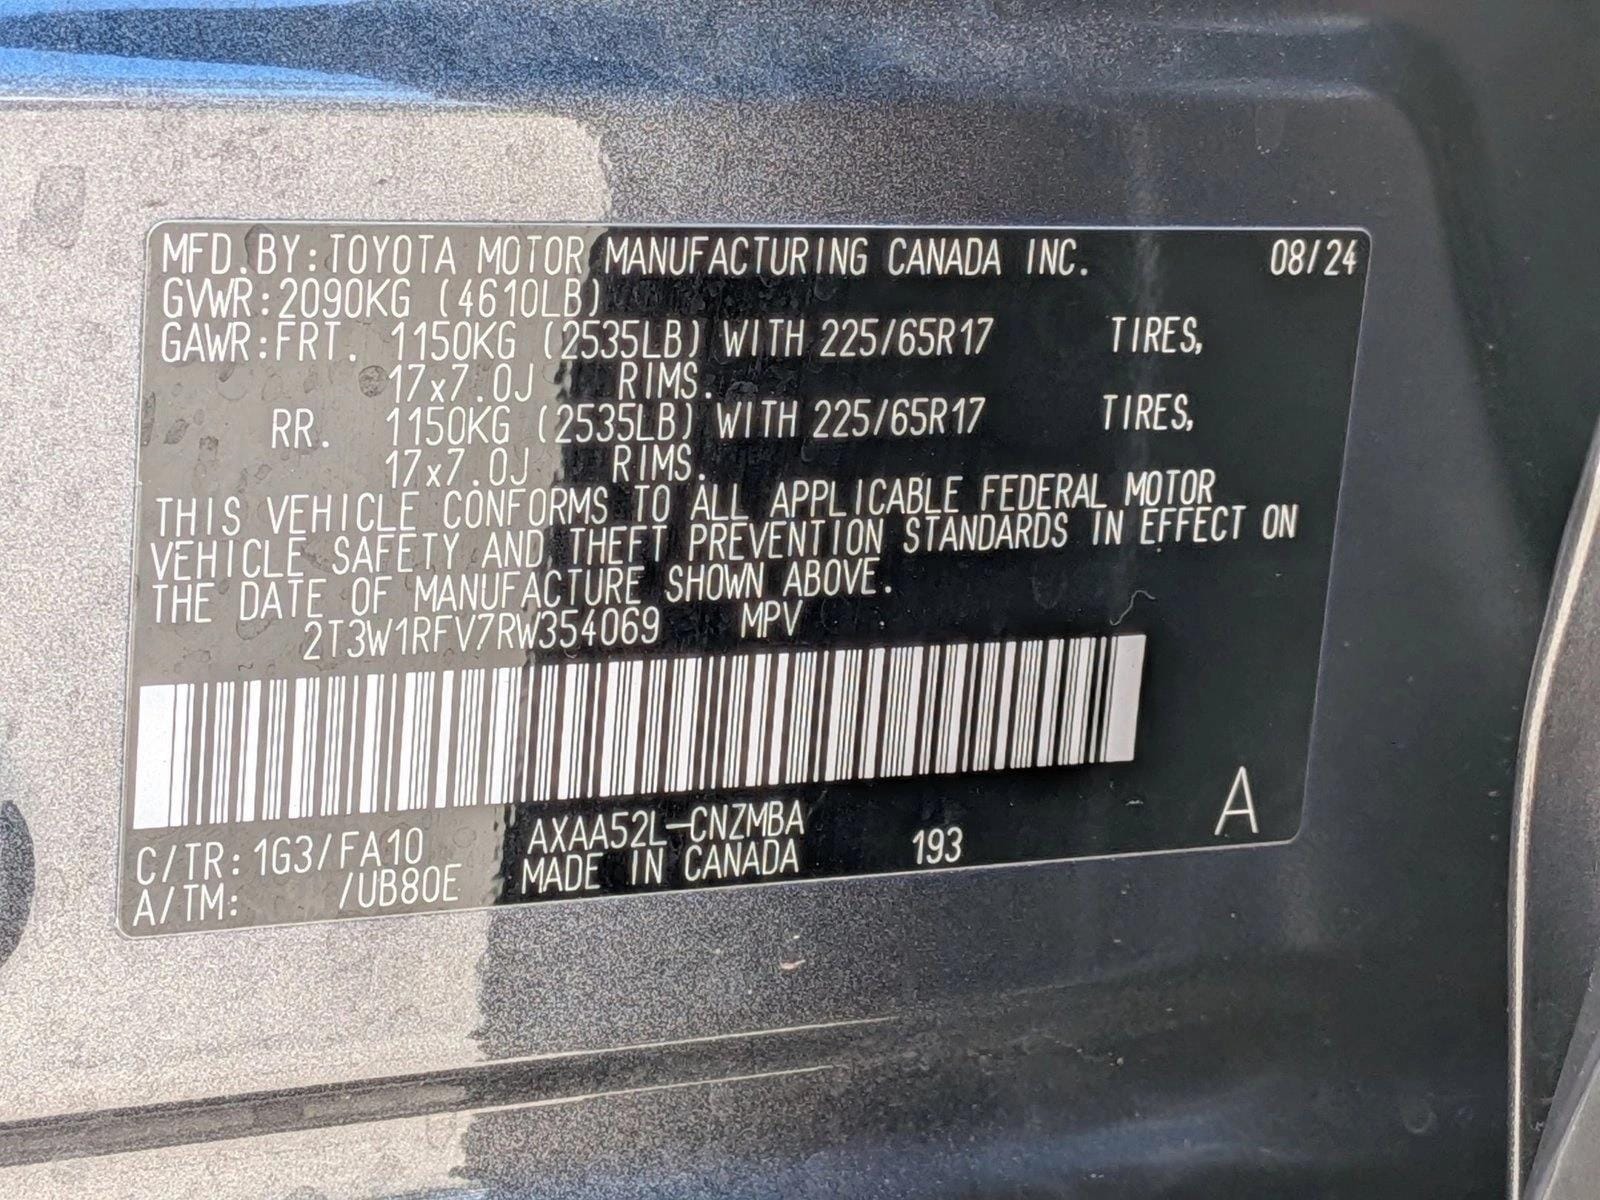 MFD.BY:TOYOTA MOTOR MANUFACTURING CANADA INC. 08/24
GVWR:2090KG (4610LB)
GAWR:FRT. 1150KG (2535LB) WITH 225/65R17 TIRES,
17x7.0J RIMS.
RR. 1150KG (2535LB) WITH 225/65R17 TIRES,
17x7.0J RIMS.
THIS VEHICLE CONFORMS TO ALL APPLICABLE FEDERAL MOTOR
VEHICLE SAFETY AND THEFT PREVENTION STANDARDS IN EFFECT ON
THE DATE OF MANUFACTURE SHOWN ABOVE.
2T3W1RFV7RW354069 MPV
C/TR:1G3/FA10 AXAA52L-CNZMBA 193 A
A/TM: /UB80E MADE IN CANADA